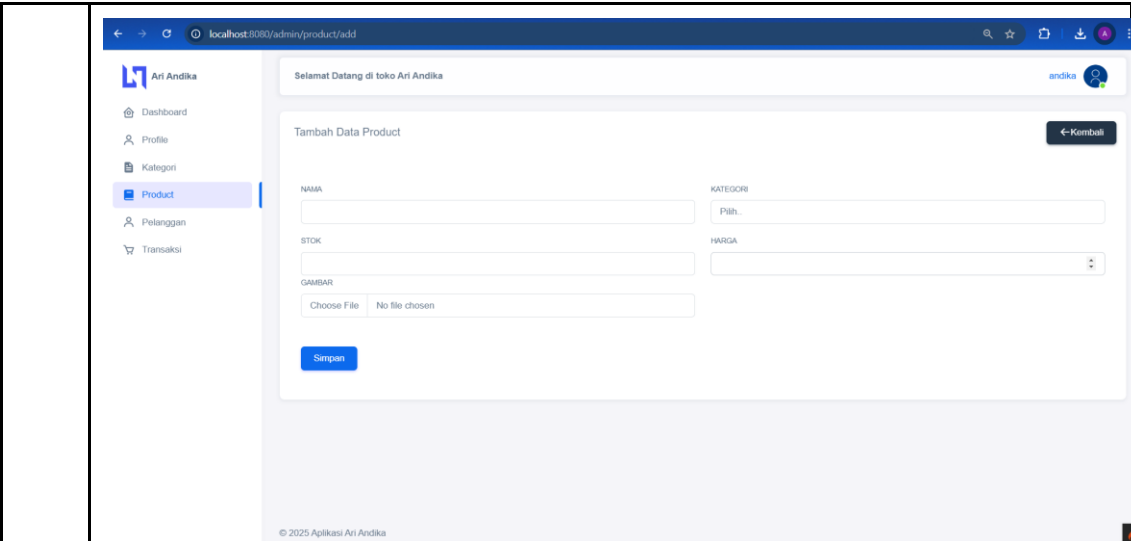 localhost:8080/admin/product/add
A
Ari Andika
Selamat Datang di toko Ari Andika
andika
Dashboard
Profile
Kategori
Product
Pelanggan
Transaksi
Tambah Data Product
←Kembali
NAMA
KATEGORI
Pilih..
STOK
HARGA
GAMBAR
Choose File No file chosen
Simpan
© 2025 Aplikasi Ari Andika